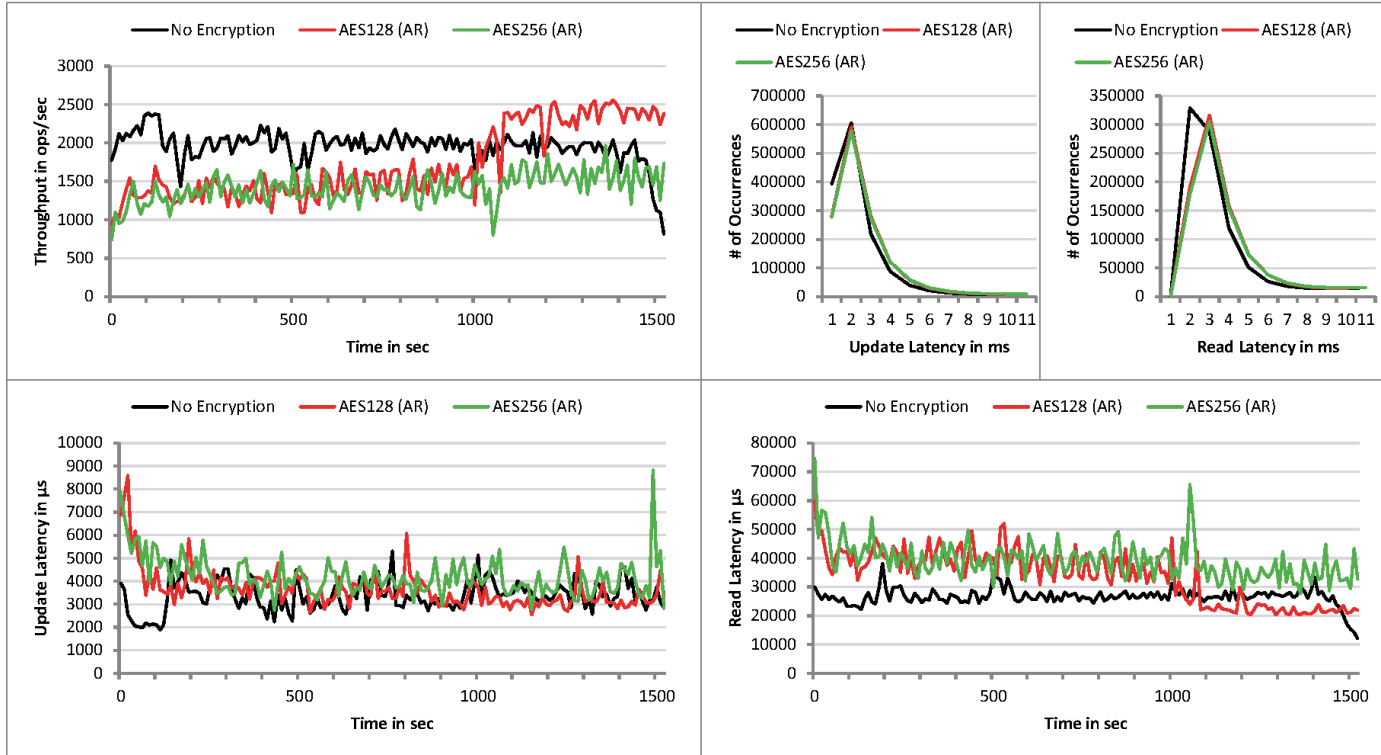 No Encryption AES128 (AR) AES256 (AR)
3000
2500
2000
1500
1000
500
0
Throughput in ops/sec
0 500 1000 1500
Time in sec
No Encryption AES128 (AR)
AES256 (AR)
700000
600000
500000
400000
300000
200000
100000
0
# of Occurrences
1 2 3 4 5 6 7 8 9 10 11
Update Latency in ms
No Encryption AES128 (AR)
AES256 (AR)
350000
300000
250000
200000
150000
100000
50000
0
# of Occurrences
1 2 3 4 5 6 7 8 9 10 11
Read Latency in ms
No Encryption AES128 (AR) AES256 (AR)
10000
9000
8000
7000
6000
5000
4000
3000
2000
1000
0
Update Latency in µs
0 500 1000 1500
Time in sec
No Encryption AES128 (AR) AES256 (AR)
80000
70000
60000
50000
40000
30000
20000
10000
0
Read Latency in µs
0 500 1000 1500
Time in sec